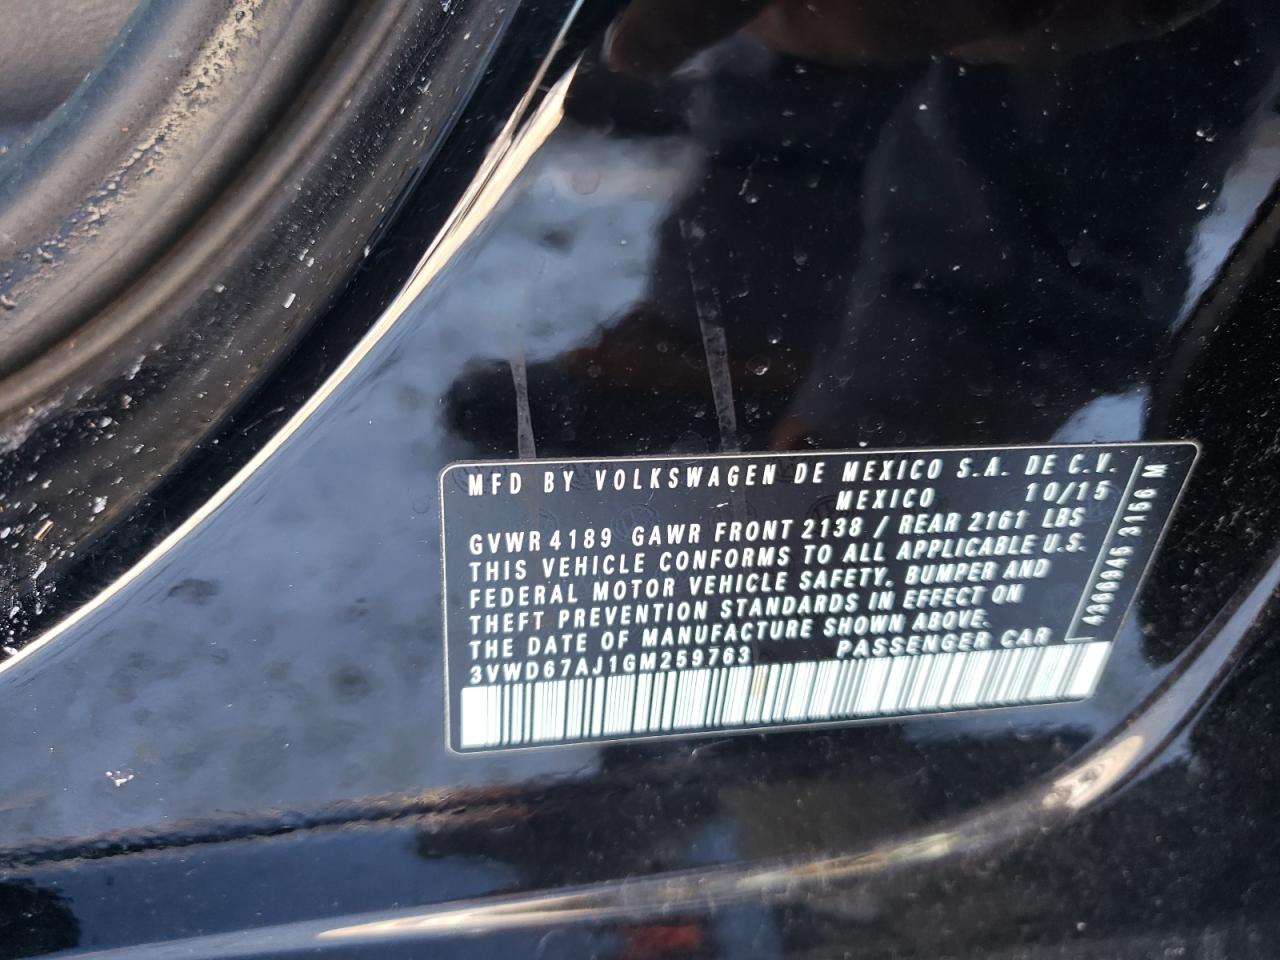 MFD BY VOLKSWAGEN DE MEXICO S.A. DE C.V.
MEXICO 10/15
GVWR 4189 GAWR FRONT 2138 / REAR 2161 LBS
THIS VEHICLE CONFORMS TO ALL APPLICABLE U.S.
FEDERAL MOTOR VEHICLE SAFETY, BUMPER AND
THEFT PREVENTION STANDARDS IN EFFECT ON
THE DATE OF MANUFACTURE SHOWN ABOVE.
3VWD67AJ1GM259763 PASSENGER CAR
4366946 3166 M